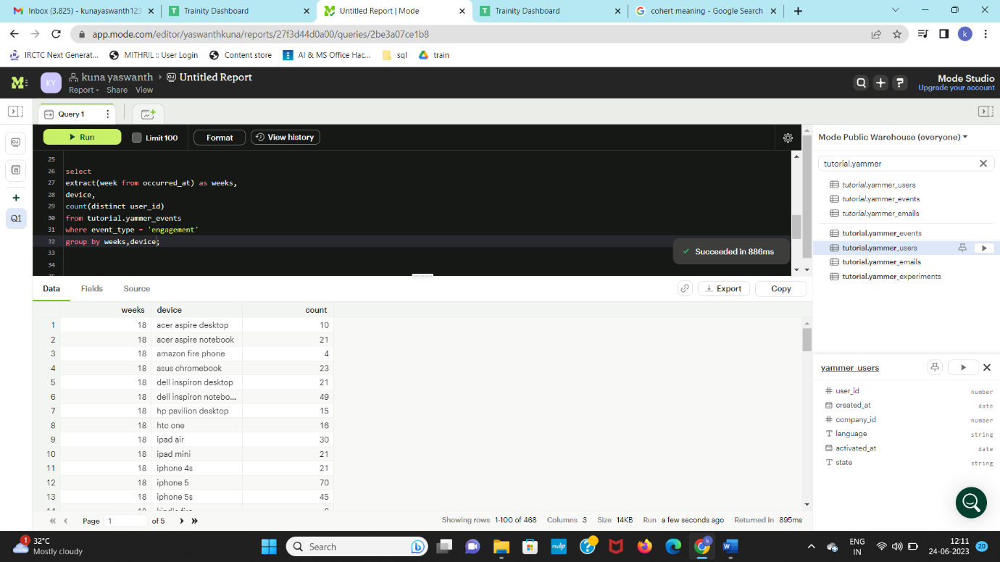 Inbox (3,825) - kunayaswanth123
Trainity Dashboard
Untitled Report | Mode
Trainity Dashboard
cohert meaning - Google Search
app.mode.com/editor/yaswanthkuna/reports/27f3d44d0a00/queries/2be3a07ce1b8
k
IRCTC Next Generat...
MITHRIL :: User Login
Content store
AI & MS Office Hac...
sql
train
KY
kuna yaswanth
Untitled Report
Report
Share
View
Mode Studio
Upgrade your account
Query 1
Run
Limit 100
Format
View history
Q1
25
26 select
27 extract(week from occurred_at) as weeks,
28 device,
29 count(distinct user_id)
30 from tutorial.yammer_events
31 where event_type = 'engagement'
32 group by weeks,device;
33
34
Succeeded in 886ms
Mode Public Warehouse (everyone)
tutorial.yammer
tutorial.yammer_users
tutorial.yammer_events
tutorial.yammer_emails
tutorial.yammer_events
tutorial.yammer_users
tutorial.yammer_emails
tutorial.yammer_experiments
Data
Fields
Source
Export
Copy
weeks device count
1 18 acer aspire desktop 10
2 18 acer aspire notebook 21
3 18 amazon fire phone 4
4 18 asus chromebook 23
5 18 dell inspiron desktop 21
6 18 dell inspiron notebo... 49
7 18 hp pavilion desktop 15
8 18 htc one 16
9 18 ipad air 30
10 18 ipad mini 21
11 18 iphone 4s 21
12 18 iphone 5 70
13 18 iphone 5s 45
Page 1 of 5
Showing rows 1-100 of 468 Columns 3 Size 14KB Run a few seconds ago Returned in 895ms
yammer_users
user_id number
created_at date
company_id number
language string
activated_at date
state string
1
32°C
Mostly cloudy
Search
ENG
IN
12:11
24-06-2023
20